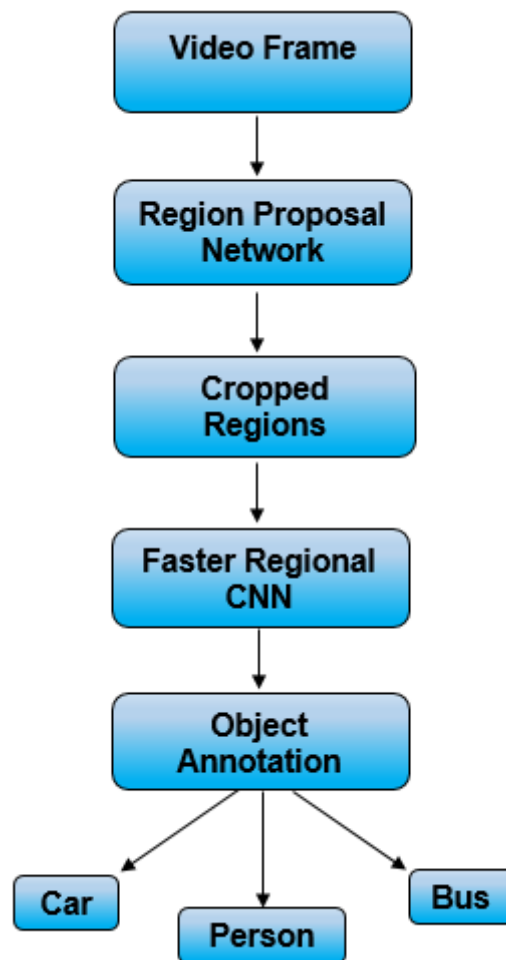 Video Frame
Region Proposal
Network
Cropped
Regions
Faster Regional
CNN
Object
Annotation
Car
Person
Bus